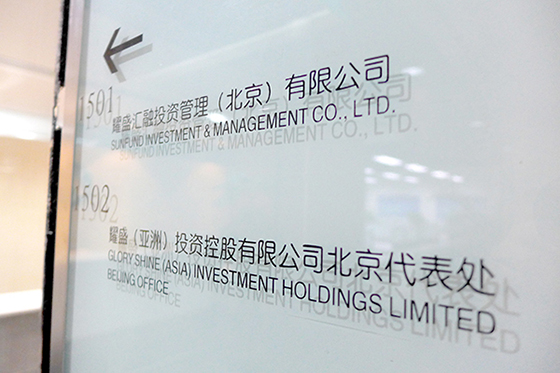 1501
耀盛汇融投资管理（北京）有限公司
SUNFUND INVESTMENT & MANAGEMENT CO., LTD.
1502
耀盛（亚洲）投资控股有限公司北京代表处
GLORY SHINE (ASIA) INVESTMENT HOLDINGS LIMITED
BEIJING OFFICE